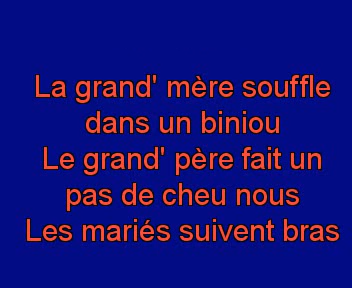 La grand' mère souffle
dans un biniou
Le grand' père fait un
pas de cheu nous
Les mariés suivent bras